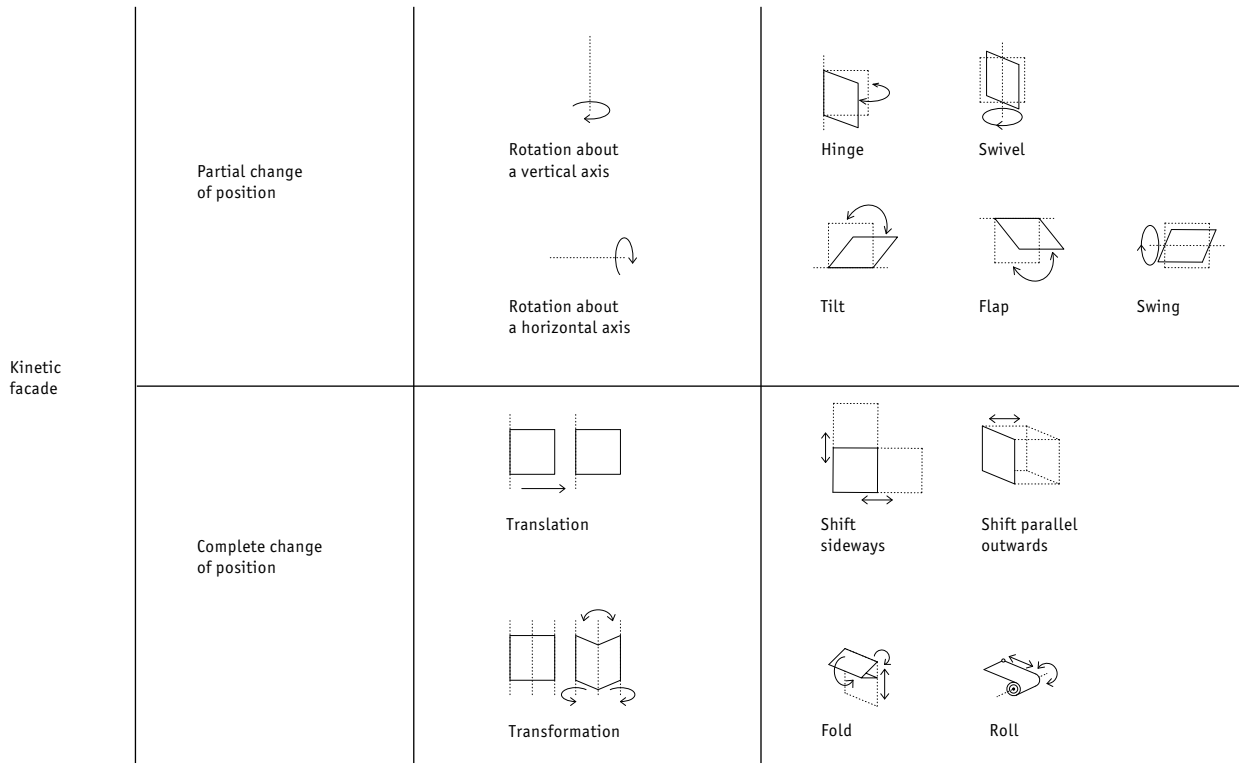 Kinetic
facade
Partial change
of position
Rotation about
a vertical axis
Hinge
Swivel
Rotation about
a horizontal axis
Tilt
Flap
Swing
Complete change
of position
Translation
Shift
sideways
Shift parallel
outwards
Transformation
Fold
Roll